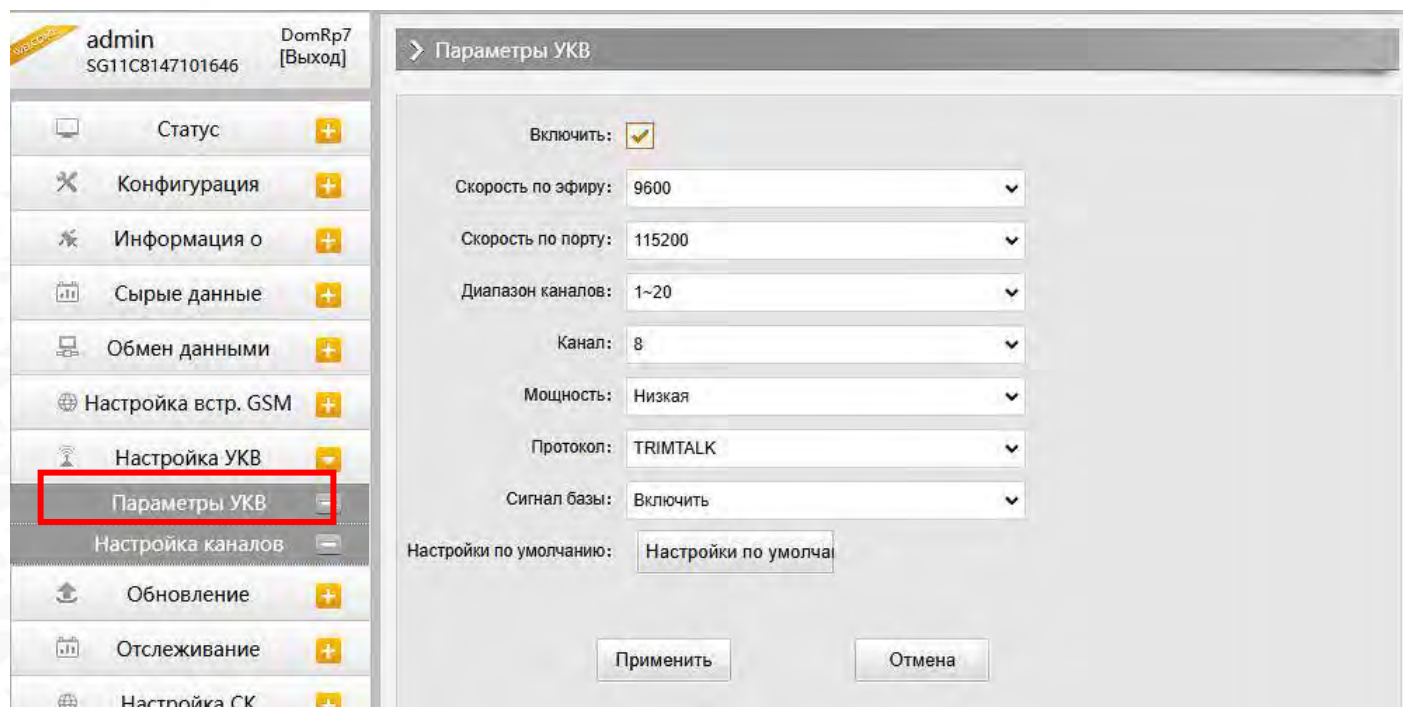 WELCOME
admin
DomRp7
SG11C8147101646
[Выход]
Статус
Конфигурация
Информация о
Сырые данные
Обмен данными
Настройка встр. GSM
Настройка УКВ
Параметры УКВ
Настройка каналов
Обновление
Отслеживание
Настройка СК
Параметры УКВ
Включить:
Скорость по эфиру: 9600
Скорость по порту: 115200
Диапазон каналов: 1~20
Канал: 8
Мощность: Низкая
Протокол: TRIMTALK
Сигнал базы: Включить
Настройки по умолчанию: Настройки по умолча
Применить Отмена